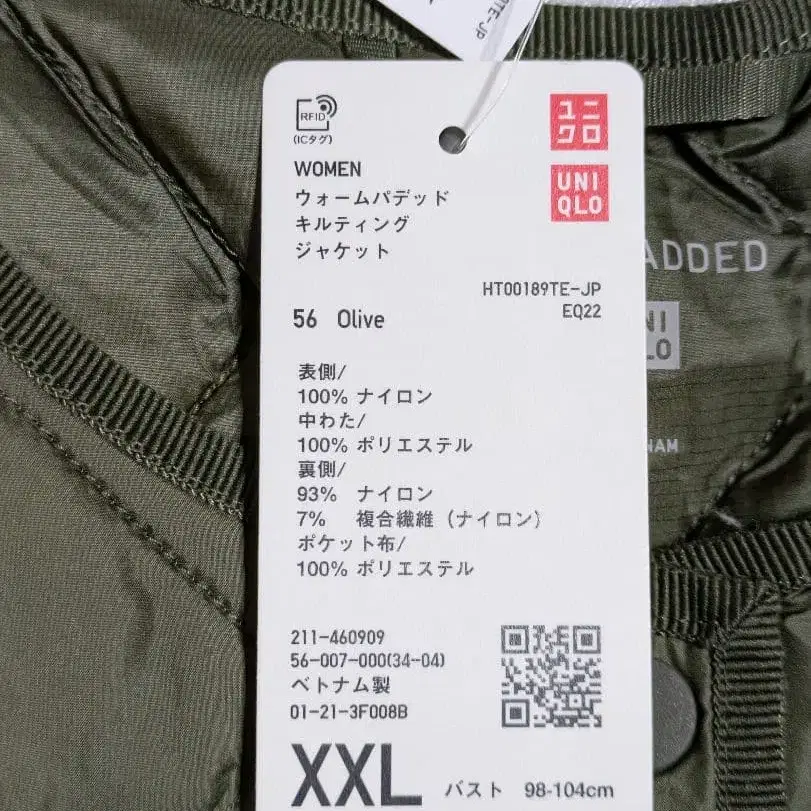 TE-JP
RFID
(ICタグ)
ユニ
クロ
UNI
QLO
WOMEN
ウォームパデッド
キルティング
ジャケット
HT00189TE-JP
EQ22
56 Olive
表側/
100% ナイロン
中わた/
100% ポリエステル
裏側/
93% ナイロン
7% 複合繊維 (ナイロン)
ポケット布/
100% ポリエステル
211-460909
56-007-000(34-04)
ベトナム製
01-21-3F008B
XXL バスト 98-104cm
ADDED
NI
LO
NAM